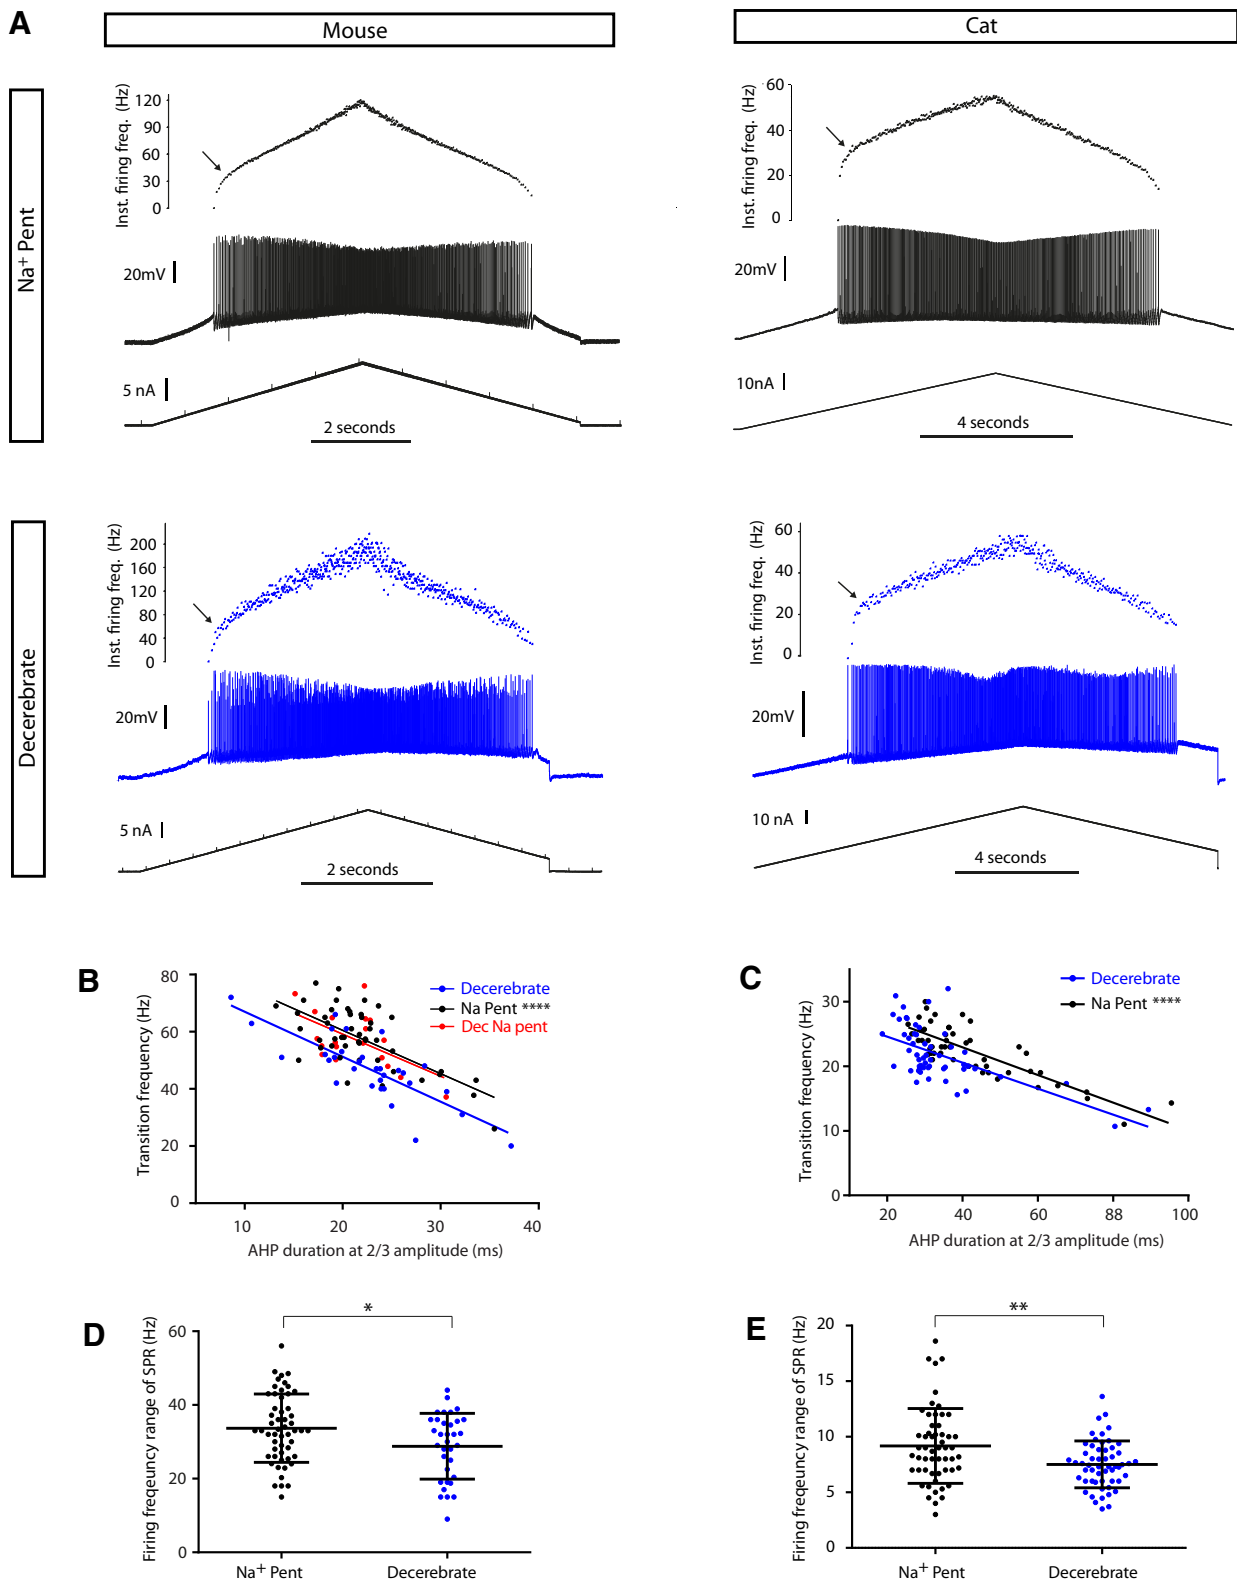 A
Mouse
Cat
Na+ Pent
Inst. firing freq. (Hz)
120
90
60
30
0
20mV
5 nA
2 seconds
Inst. firing freq. (Hz)
60
40
20
0
20mV
10nA
4 seconds
Decerebrate
Inst. firing freq. (Hz)
200
160
120
80
40
0
20mV
5 nA
2 seconds
Inst. firing freq. (Hz)
60
40
20
0
20mV
10 nA
4 seconds
B
Transition frequency (Hz)
80
60
40
20
0
10 20 30 40
AHP duration at 2/3 amplitude (ms)
Decerebrate
Na Pent ****
Dec Na pent
C
Transition frequency (Hz)
30
20
10
0
20 40 60 88 100
AHP duration at 2/3 amplitude (ms)
Decerebrate
Na Pent ****
D
Firing freqeuncy range of SPR (Hz)
60
40
20
0
*
Na+ Pent Decerebrate
E
Firing freqeunry range of SPR (Hz)
20
15
10
5
0
**
Na+ Pent Decerebrate